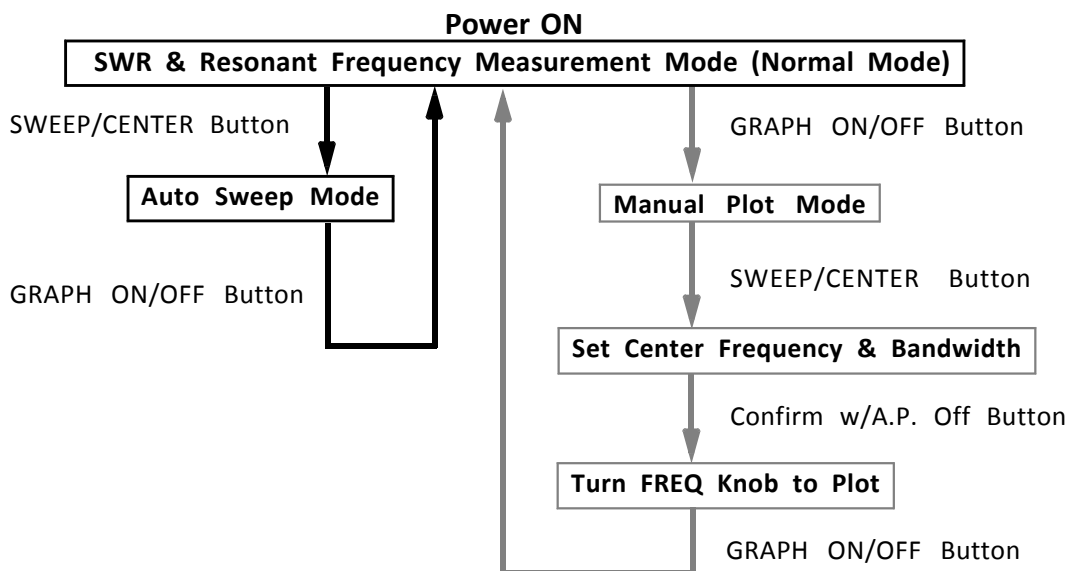 Power ON
SWR & Resonant Frequency Measurement Mode (Normal Mode)
SWEEP/CENTER Button
GRAPH ON/OFF Button
Auto Sweep Mode
Manual Plot Mode
GRAPH ON/OFF Button
SWEEP/CENTER Button
Set Center Frequency & Bandwidth
Confirm w/A.P. Off Button
Turn FREQ Knob to Plot
GRAPH ON/OFF Button